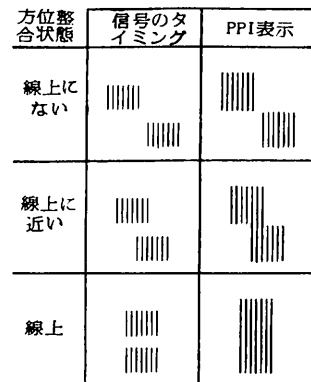 方位整
合状態
信号のタ
イミング
PPI表示
線上に
ない
線上に
近い
線上